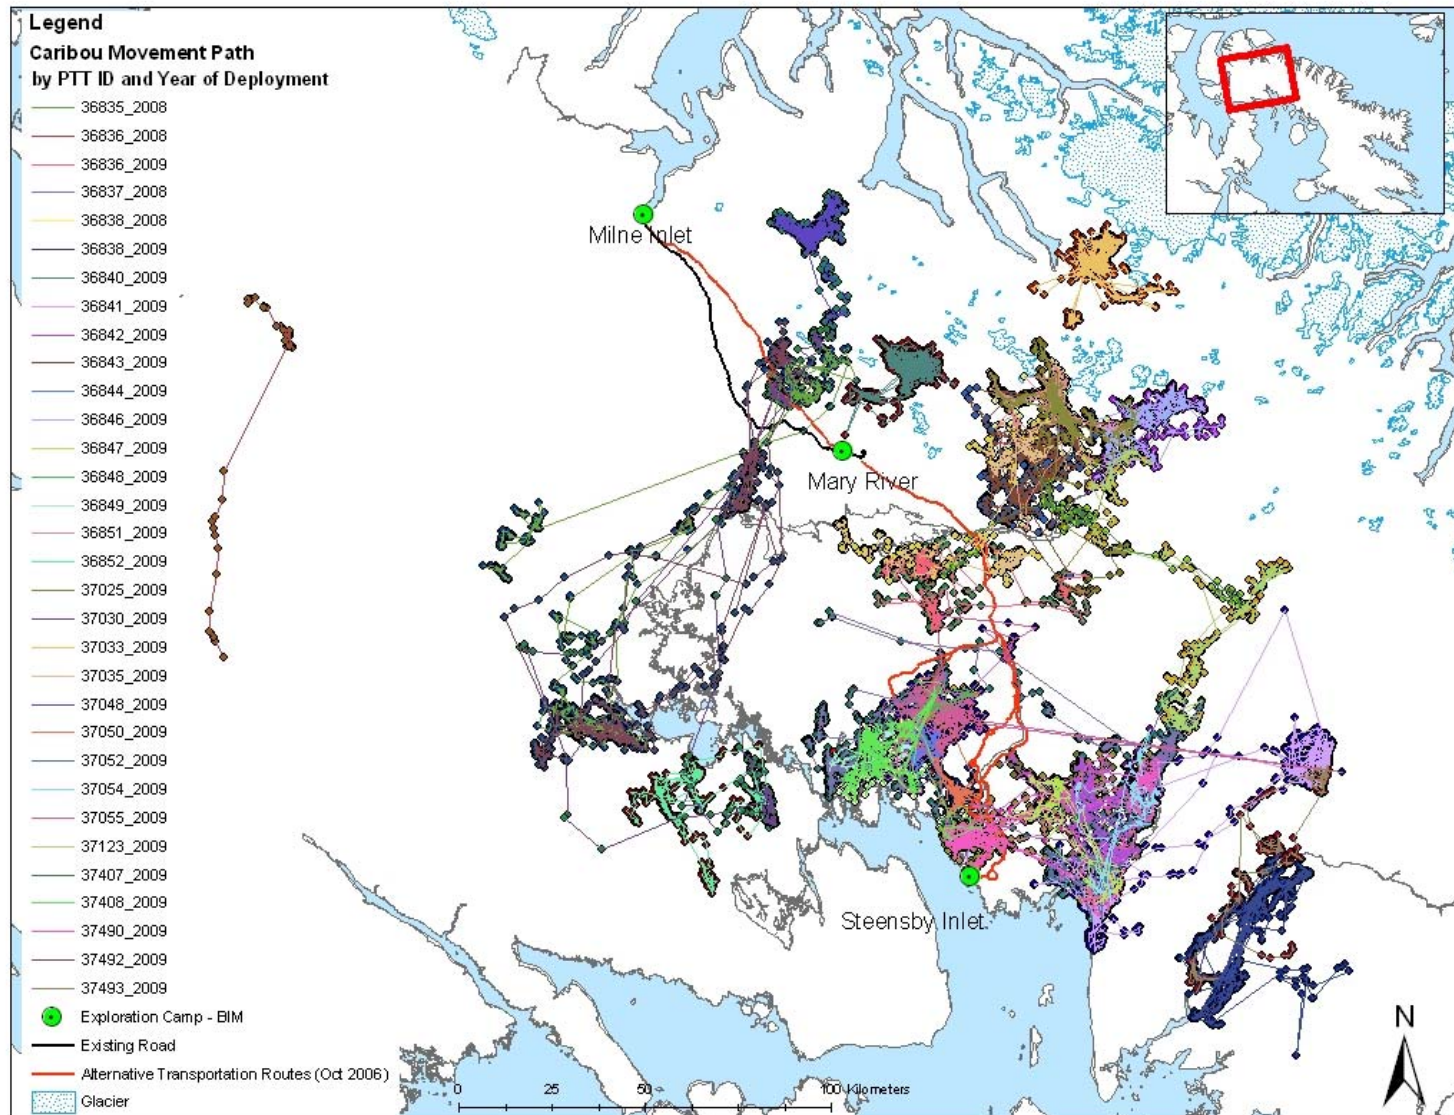 Legend
Caribou Movement Path
by PTT ID and Year of Deployment
36835_2008
36836_2008
36836_2009
36837_2008
36838_2008
36838_2009
36840_2009
36841_2009
36842_2009
36843_2009
36844_2009
36846_2009
36847_2009
36848_2009
36849_2009
36851_2009
36852_2009
37025_2009
37030_2009
37033_2009
37035_2009
37048_2009
37050_2009
37052_2009
37054_2009
37055_2009
37123_2009
37407_2009
37408_2009
37490_2009
37492_2009
37493_2009
Exploration Camp - BIM
Existing Road
Alternative Transportation Routes (Oct 2006)
Glacier
Milne Inlet
Mary River
Steensby Inlet
0 25 50 100 Kilometers
N